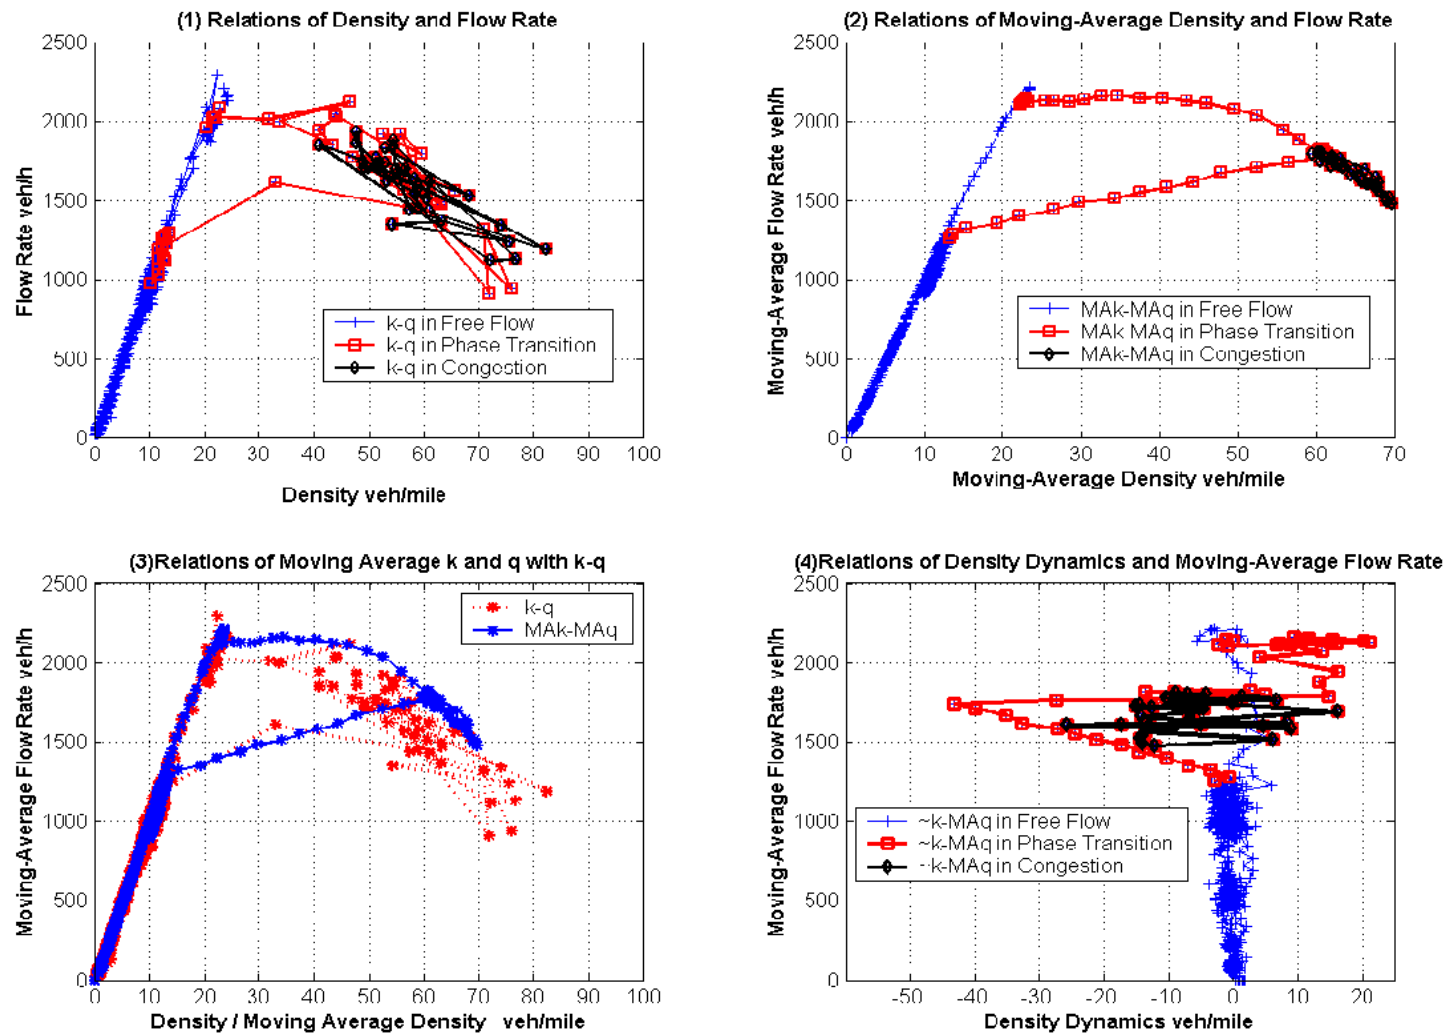 (1) Relations of Density and Flow Rate
2500
2000
1500
1000
500
0
Flow Rate veh/h
k-q in Free Flow
k-q in Phase Transition
k-q in Congestion
0 10 20 30 40 50 60 70 80 90 100
Density veh/mile
(2) Relations of Moving-Average Density and Flow Rate
2500
2000
1500
1000
500
0
Moving-Average Flow Rate veh/h
MAk-MAq in Free Flow
MAk-MAq in Phase Transition
MAk-MAq in Congestion
0 10 20 30 40 50 60 70
Moving-Average Density veh/mile
(3)Relations of Moving Average k and q with k-q
2500
2000
1500
1000
500
0
Moving-Average Flow Rate veh/h
k-q
MAk-MAq
0 10 20 30 40 50 60 70 80 90 100
Density / Moving Average Density veh/mile
(4)Relations of Density Dynamics and Moving-Average Flow Rate
2500
2000
1500
1000
500
0
Moving-Average Flow Rate veh/h
~k-MAq in Free Flow
~k-MAq in Phase Transition
~k-MAq in Congestion
-50 -40 -30 -20 -10 0 10 20
Density Dynamics veh/mile